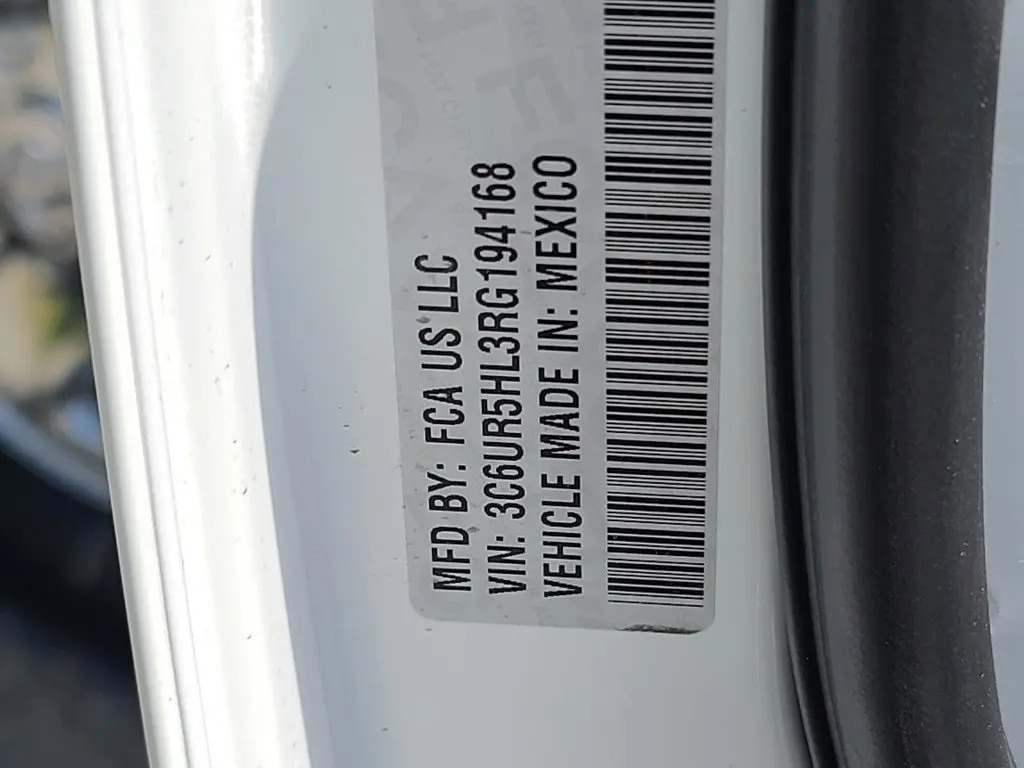 MFD BY: FCA US LLC
VIN: 3C6UR5HL3RG194168
VEHICLE MADE IN: MEXICO